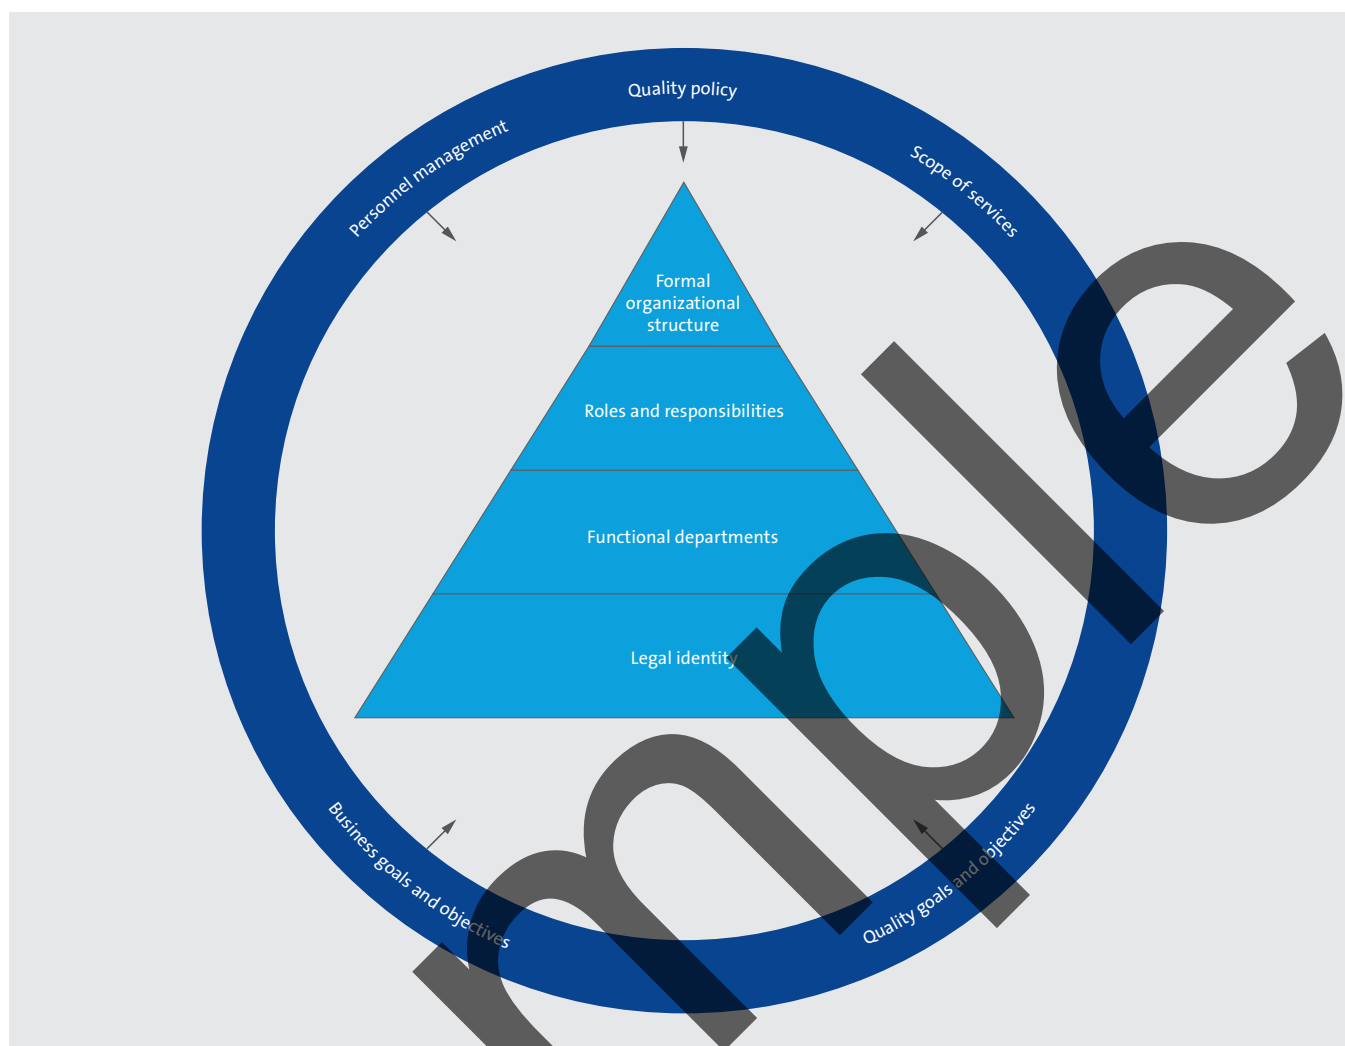 Quality policy
Personnel management
Scope of services
Formal
organizational
structure
Roles and responsibilities
Functional departments
Legal identity
Business goals and objectives
Quality goals and objectives
mple